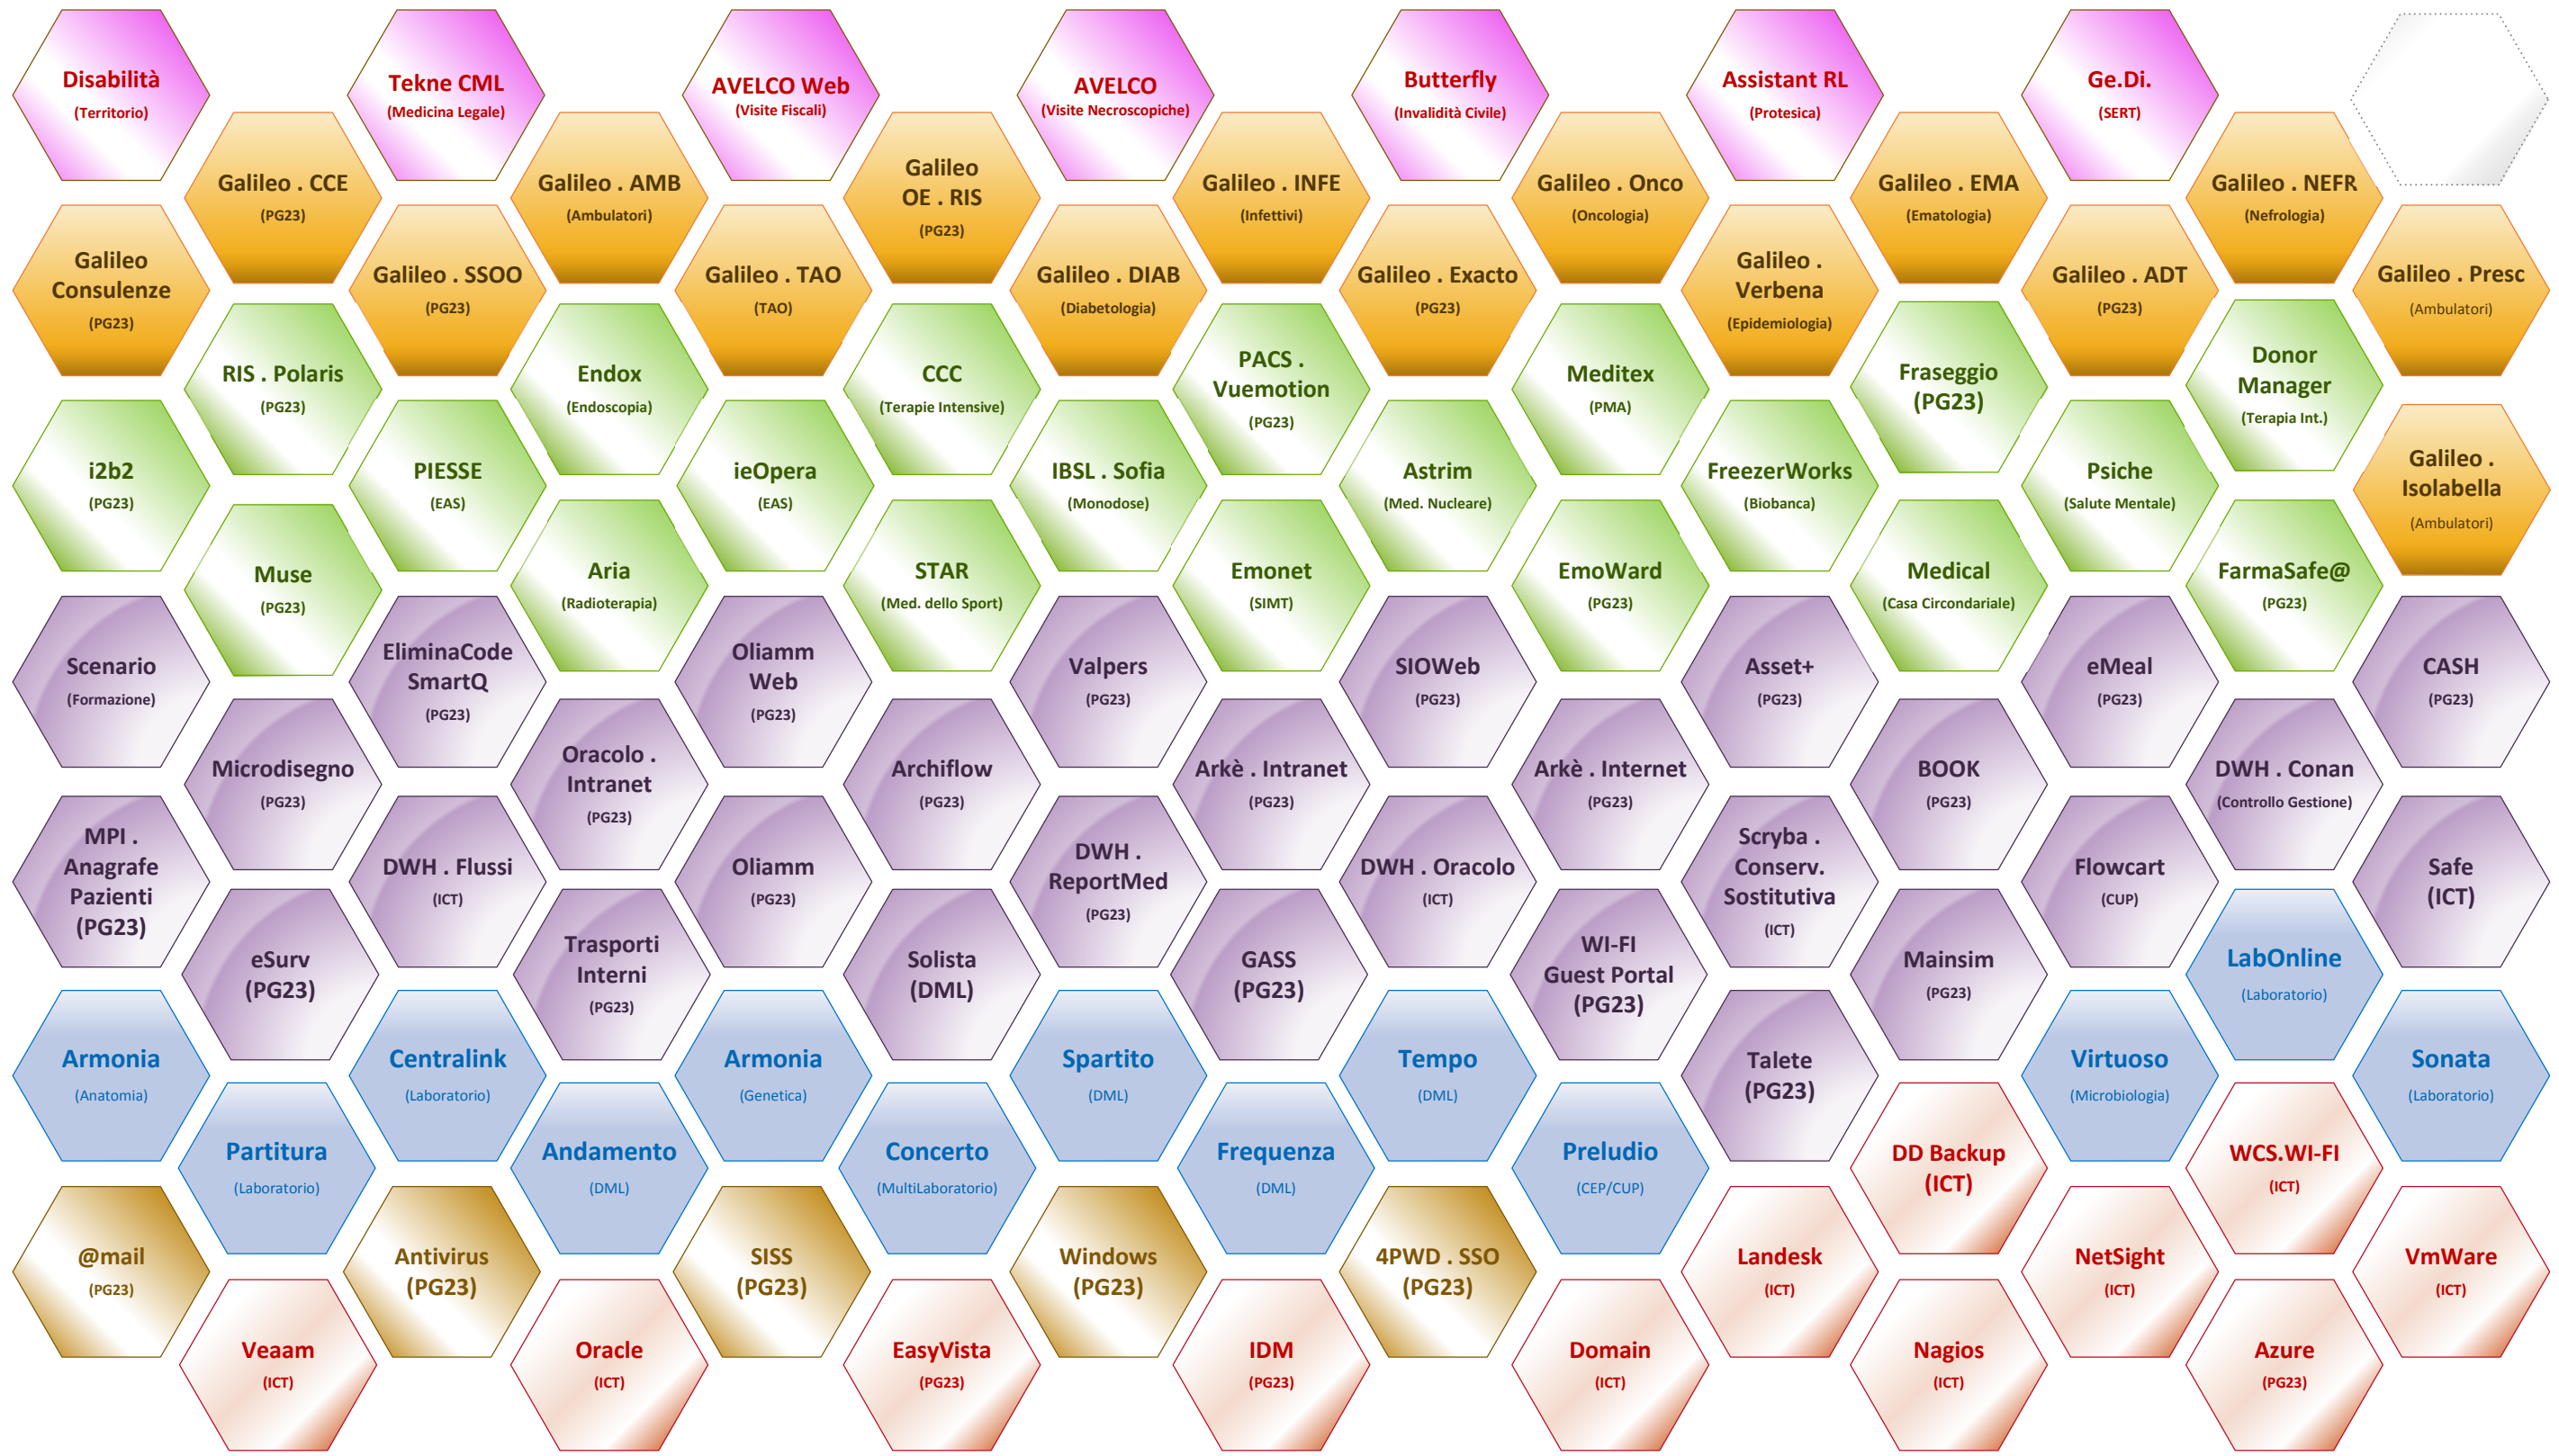 Disabilità
(Territorio)
Tekne CML
(Medicina Legale)
AVELCO Web
(Visite Fiscali)
AVELCO
(Visite Necroscopiche)
Butterfly
(Invalidità Civile)
Assistant RL
(Protesica)
Ge.Di.
(SERT)
Galileo . CCE
(PG23)
Galileo . AMB
(Ambulatori)
Galileo
OE . RIS
(PG23)
Galileo . INFE
(Infettivi)
Galileo . Onco
(Oncologia)
Galileo . EMA
(Ematologia)
Galileo . NEFR
(Nefrologia)
Galileo
Consulenze
(PG23)
Galileo . SSOO
(PG23)
Galileo . TAO
(TAO)
Galileo . DIAB
(Diabetologia)
Galileo . Exacto
(PG23)
Galileo .
Verbena
(Epidemiologia)
Galileo . ADT
(PG23)
Galileo . Presc
(Ambulatori)
RIS . Polaris
(PG23)
Endox
(Endoscopia)
CCC
(Terapie Intensive)
PACS .
Vuemotion
(PG23)
Meditex
(PMA)
Fraseggio
(PG23)
Donor
Manager
(Terapia Int.)
i2b2
(PG23)
PIESSE
(EAS)
ieOpera
(EAS)
IBSL . Sofia
(Monodose)
Astrim
(Med. Nucleare)
FreezerWorks
(Biobanca)
Psiche
(Salute Mentale)
Galileo .
Isolabella
(Ambulatori)
Muse
(PG23)
Aria
(Radioterapia)
STAR
(Med. dello Sport)
Emonet
(SIMT)
EmoWard
(PG23)
Medical
(Casa Circondariale)
FarmaSafe@
(PG23)
Scenario
(Formazione)
EliminaCode
SmartQ
(PG23)
Oliamm
Web
(PG23)
Valpers
(PG23)
SIOWeb
(PG23)
Asset+
(PG23)
eMeal
(PG23)
CASH
(PG23)
Microdisegno
(PG23)
Oracolo .
Intranet
(PG23)
Archiflow
(PG23)
Arkè . Intranet
(PG23)
Arkè . Internet
(PG23)
BOOK
(PG23)
DWH . Conan
(Controllo Gestione)
MPI .
Anagrafe
Pazienti
(PG23)
DWH . Flussi
(ICT)
Oliamm
(PG23)
DWH .
ReportMed
(PG23)
DWH . Oracolo
(ICT)
Scryba .
Conserv.
Sostitutiva
(ICT)
Flowcart
(CUP)
Safe
(ICT)
eSurv
(PG23)
Trasporti
Interni
(PG23)
Solista
(DML)
GASS
(PG23)
WI-FI
Guest Portal
(PG23)
Mainsim
(PG23)
LabOnline
(Laboratorio)
Armonia
(Anatomia)
Centralink
(Laboratorio)
Armonia
(Genetica)
Spartito
(DML)
Tempo
(DML)
Talete
(PG23)
Virtuoso
(Microbiologia)
Sonata
(Laboratorio)
Partitura
(Laboratorio)
Andamento
(DML)
Concerto
(MultiLaboratorio)
Frequenza
(DML)
Preludio
(CEP/CUP)
DD Backup
(ICT)
WCS.WI-FI
(ICT)
@mail
(PG23)
Antivirus
(PG23)
SISS
(PG23)
Windows
(PG23)
4PWD . SSO
(PG23)
Landesk
(ICT)
NetSight
(ICT)
VmWare
(ICT)
Veaam
(ICT)
Oracle
(ICT)
EasyVista
(PG23)
IDM
(PG23)
Domain
(ICT)
Nagios
(ICT)
Azure
(PG23)